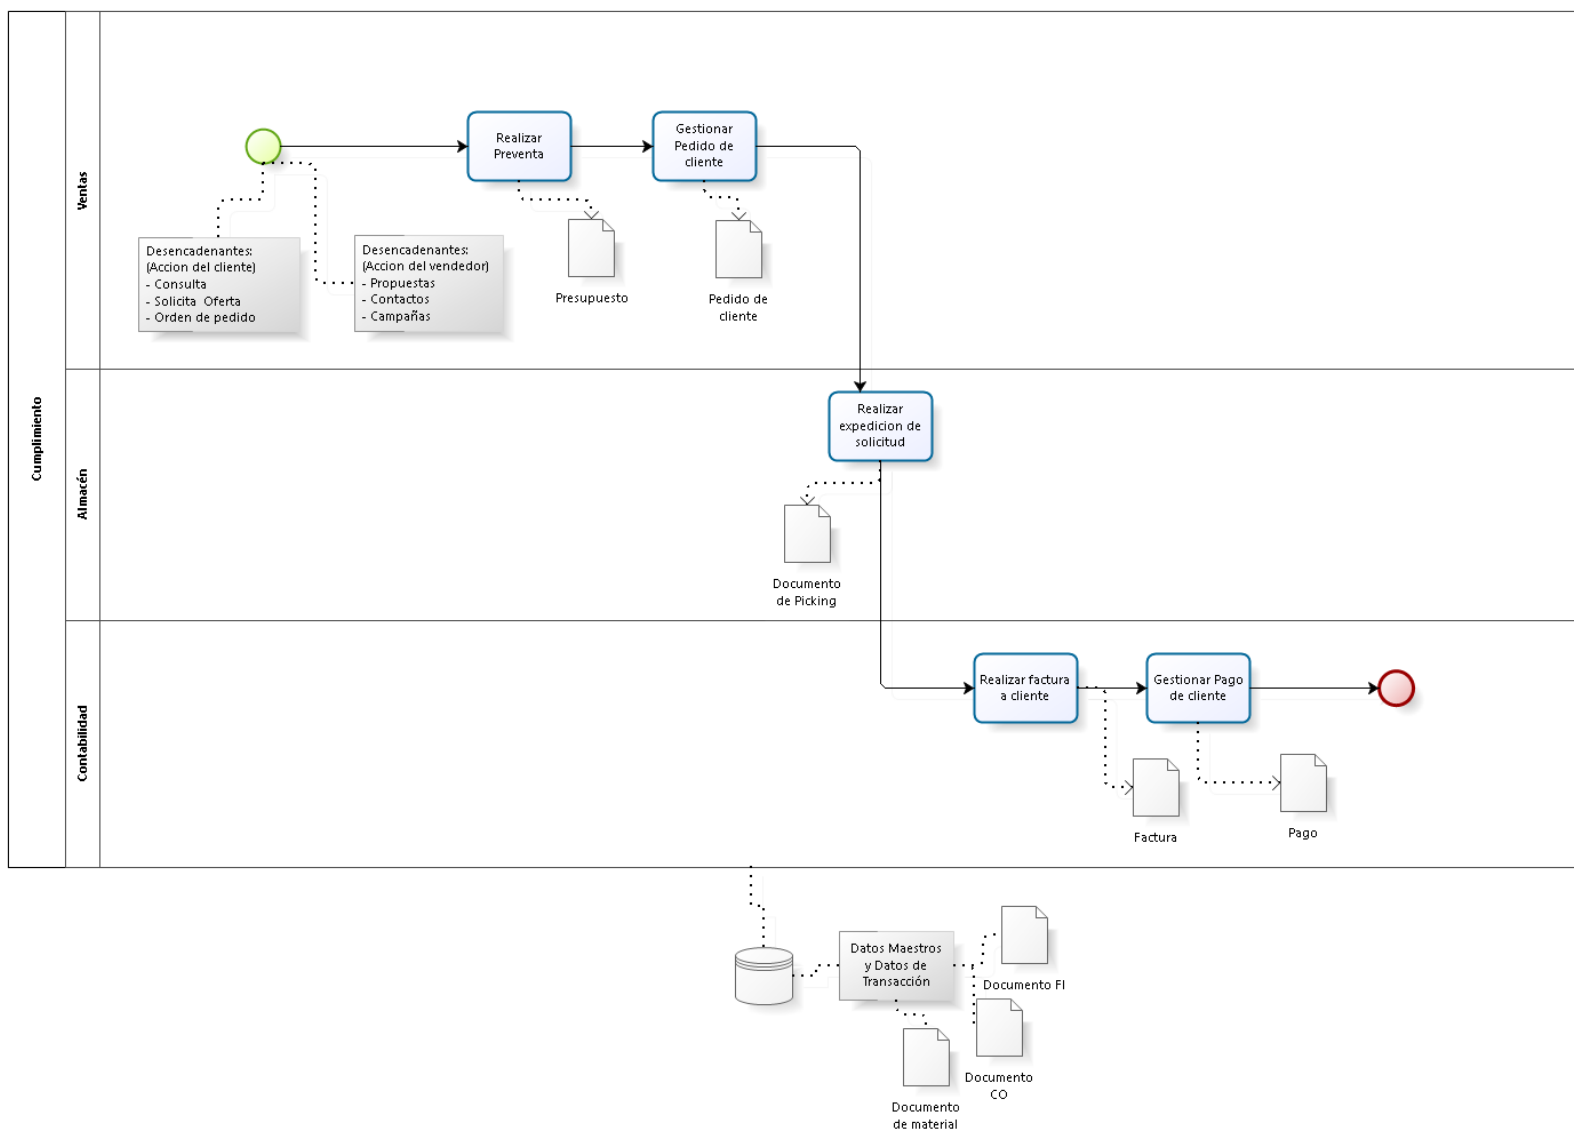 Cumplimiento
Ventas
Realizar
Preventa
Gestionar
Pedido de
cliente
Desencadenantes:
(Accion del cliente)
- Consulta
- Solicita  Oferta
- Orden de pedido
Desencadenantes:
(Accion del vendedor)
- Propuestas
- Contactos
- Campañas
Presupuesto
Pedido de
cliente
Almacén
Realizar
expedicion de
solicitud
Documento
de Picking
Contabilidad
Realizar factura
a cliente
Gestionar Pago
de cliente
Factura
Pago
Datos Maestros
y Datos de
Transacción
Documento FI
Documento
CO
Documento
de material